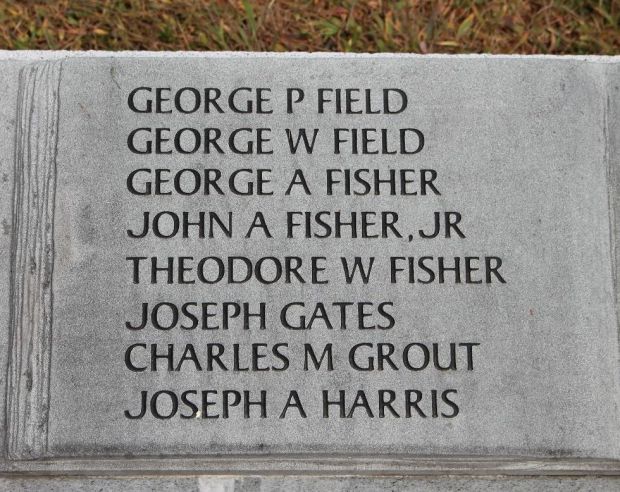 GEORGE P FIELD
GEORGE W FIELD
GEORGE A FISHER
JOHN A FISHER, JR
THEODORE W FISHER
JOSEPH GATES
CHARLES M GROUT
JOSEPH A HARRIS